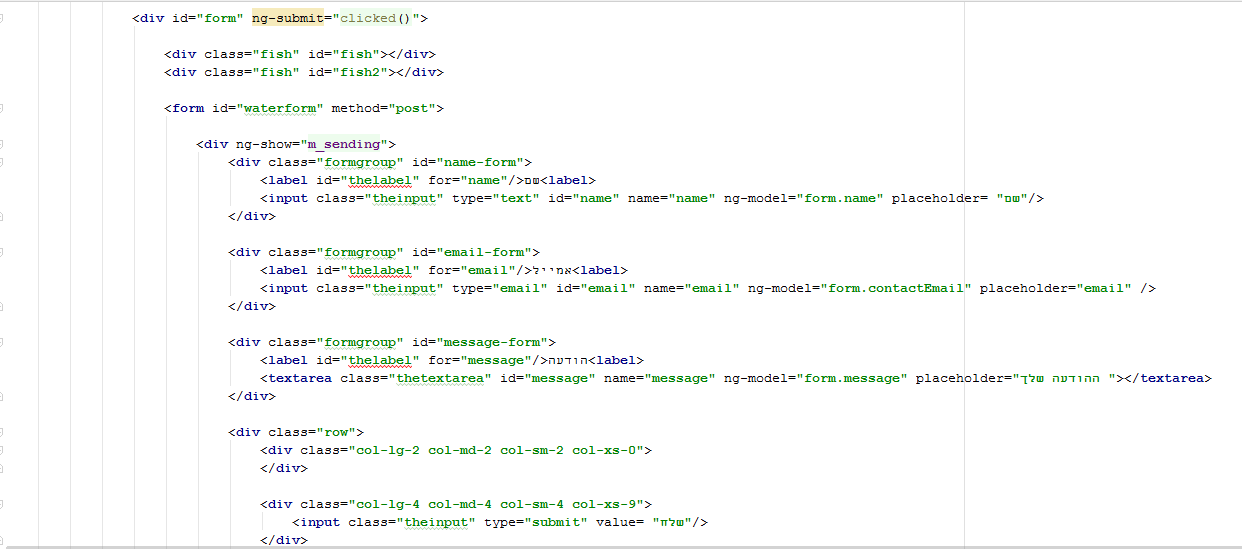 <div id="form" ng-submit="clicked()">
<div class="fish" id="fish"></div>
<div class="fish" id="fish2"></div>
<form id="waterform" method="post">
<div ng-show="m_sending">
<div class="formgroup" id="name-form">
<label id="thelabel" for="name"/>שם<label>
<input class="theinput" type="text" id="name" name="name" ng-model="form.name" placeholder= "שם"/>
</div>
<div class="formgroup" id="email-form">
<label id="thelabel" for="email"/>אמייל<label>
<input class="theinput" type="email" id="email" name="email" ng-model="form.contactEmail" placeholder="email" />
</div>
<div class="formgroup" id="message-form">
<label id="thelabel" for="message"/>הודעה<label>
<textarea class="thetextarea" id="message" name="message" ng-model="form.message" placeholder=" ההודעה שלך"></textarea>
</div>
<div class="row">
<div class="col-lg-2 col-md-2 col-sm-2 col-xs-0">
</div>
<div class="col-lg-4 col-md-4 col-sm-4 col-xs-9">
<input class="theinput" type="submit" value= "שלח"/>
</div>